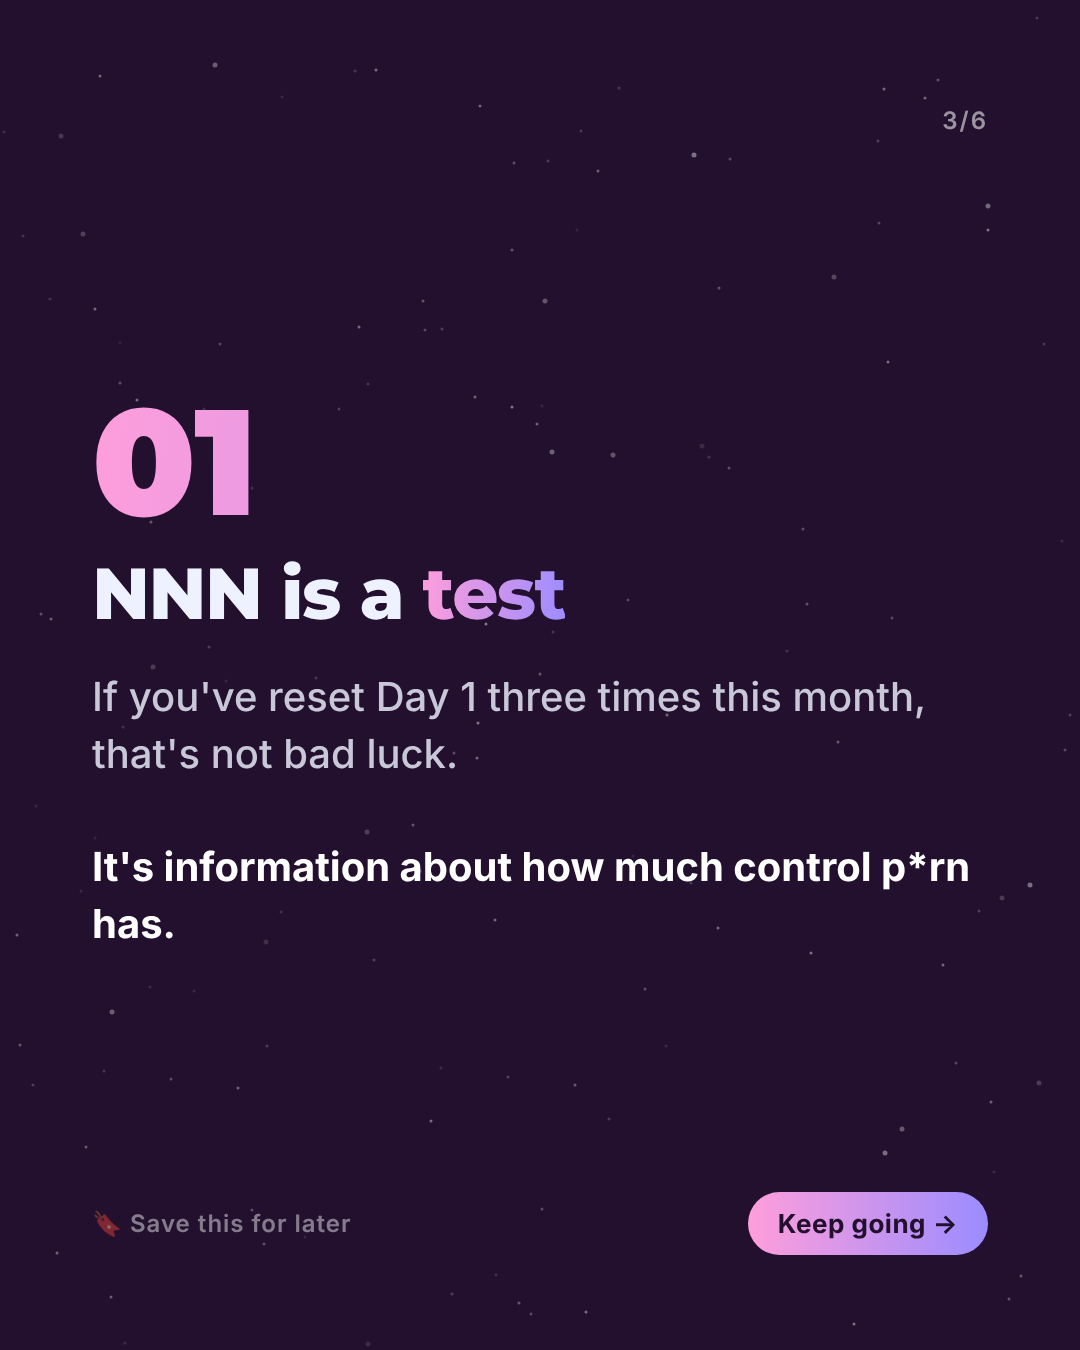 3/6
01
NNN is a test
If you've reset Day 1 three times this month,
that's not bad luck.
It's information about how much control p*rn
has.
🔖 Save this for later
Keep going →